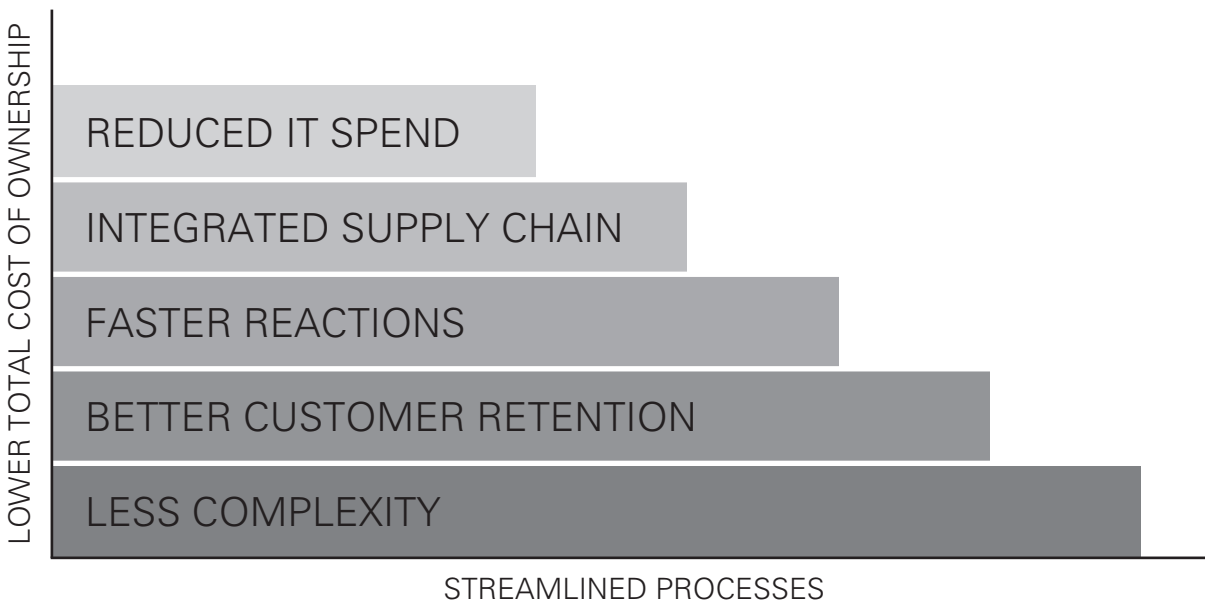 LOWER TOTAL COST OF OWNERSHIP
REDUCED IT SPEND
INTEGRATED SUPPLY CHAIN
FASTER REACTIONS
BETTER CUSTOMER RETENTION
LESS COMPLEXITY
STREAMLINED PROCESSES